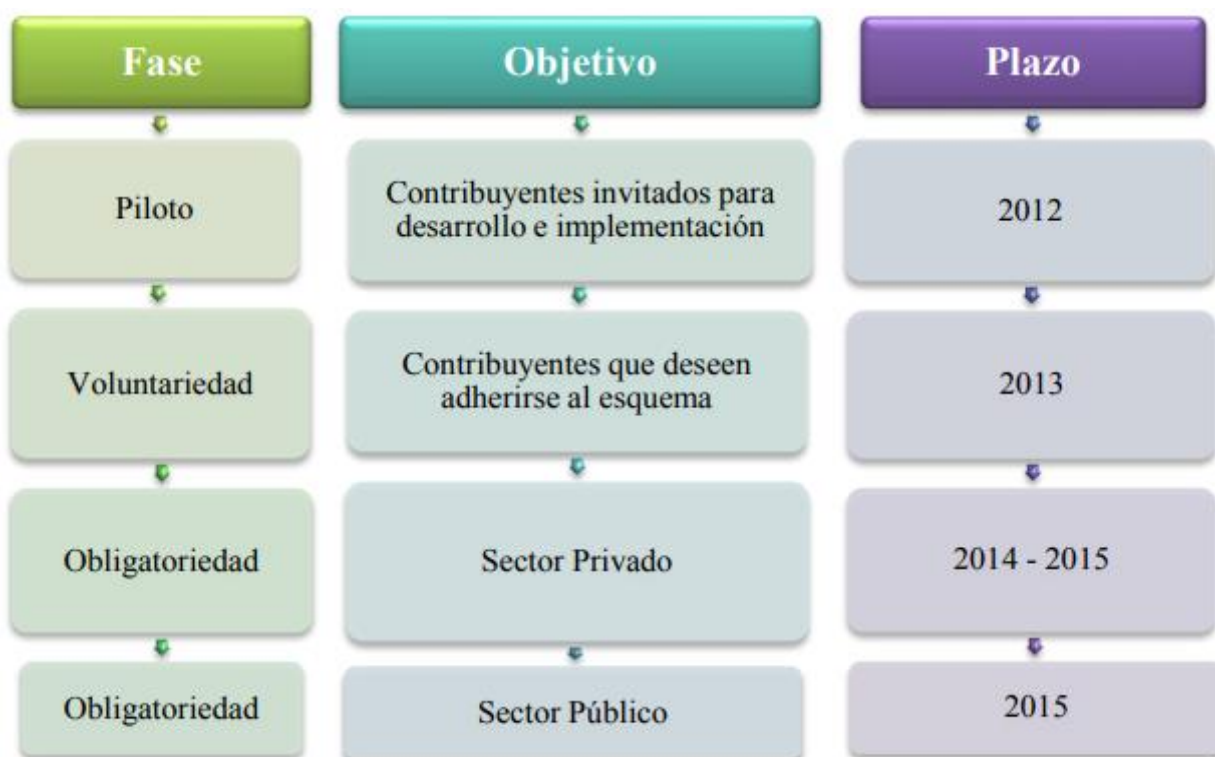 Fase
Objetivo
Plazo
Piloto
Contribuyentes invitados para
desarrollo e implementación
2012
Voluntariedad
Contribuyentes que deseen
adherirse al esquema
2013
Obligatoriedad
Sector Privado
2014 - 2015
Obligatoriedad
Sector Público
2015